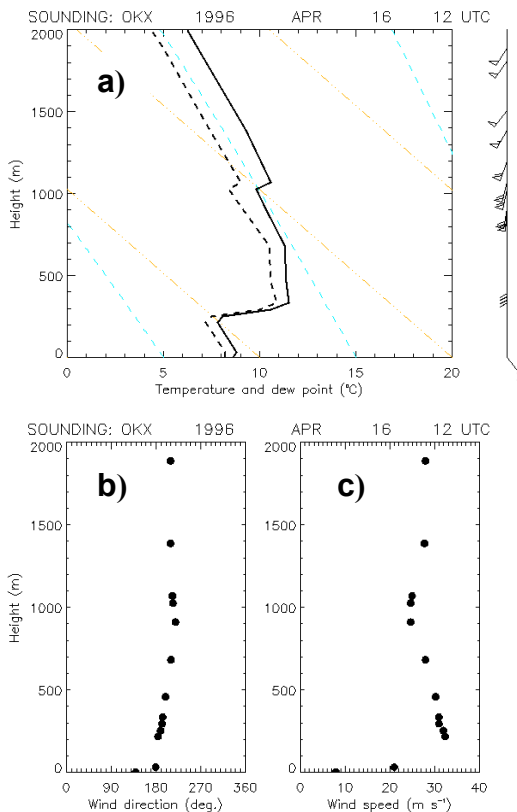 SOUNDING: OKX 1996 APR 16 12 UTC
2000
1500
1000
500
0
Height (m)
a)
0 5 10 15 20
Temperature and dew point (°C)
SOUNDING: OKX 1996 APR 16 12 UTC
2000
1500
1000
500
0
Height (m)
b)
0 90 180 270 360
Wind direction (deg.)
2000
1500
1000
500
0
c)
0 10 20 30 40
Wind speed (m s⁻¹)